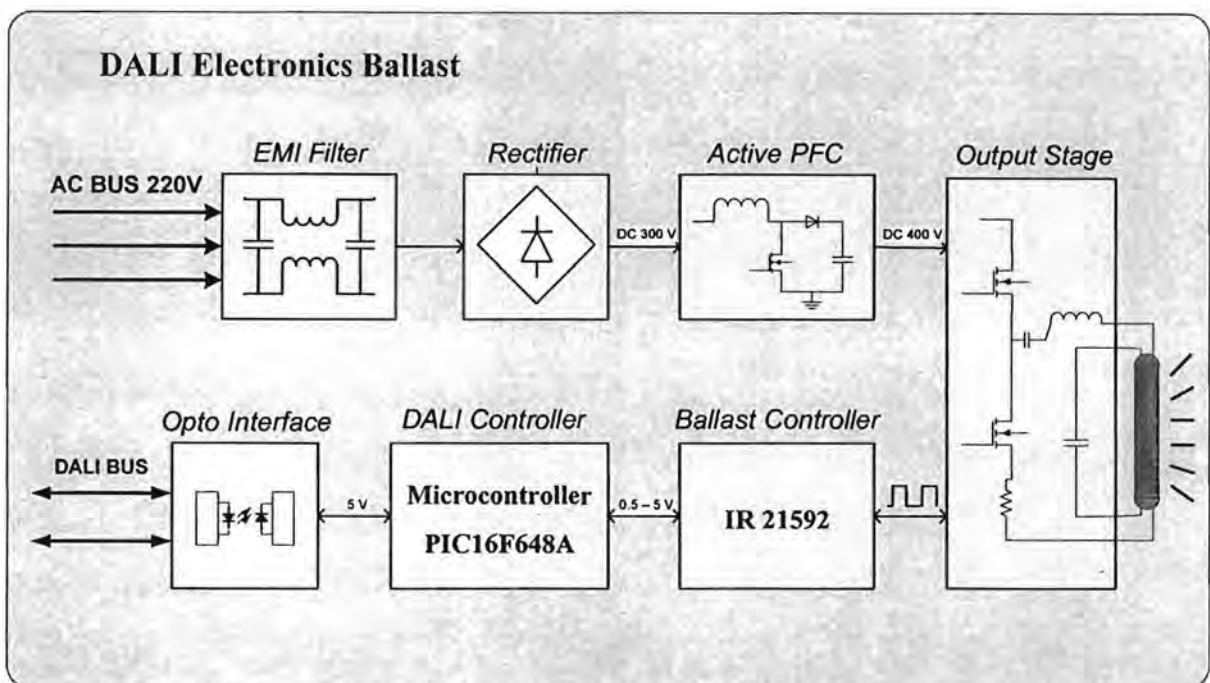 DALI Electronics Ballast
EMI Filter
Rectifier
Active PFC
Output Stage
AC BUS 220V
DC 300 V
DC 400 V
Opto Interface
DALI Controller
Ballast Controller
DALI BUS
5 V
Microcontroller
PIC16F648A
0.5 – 5 V
IR 21592